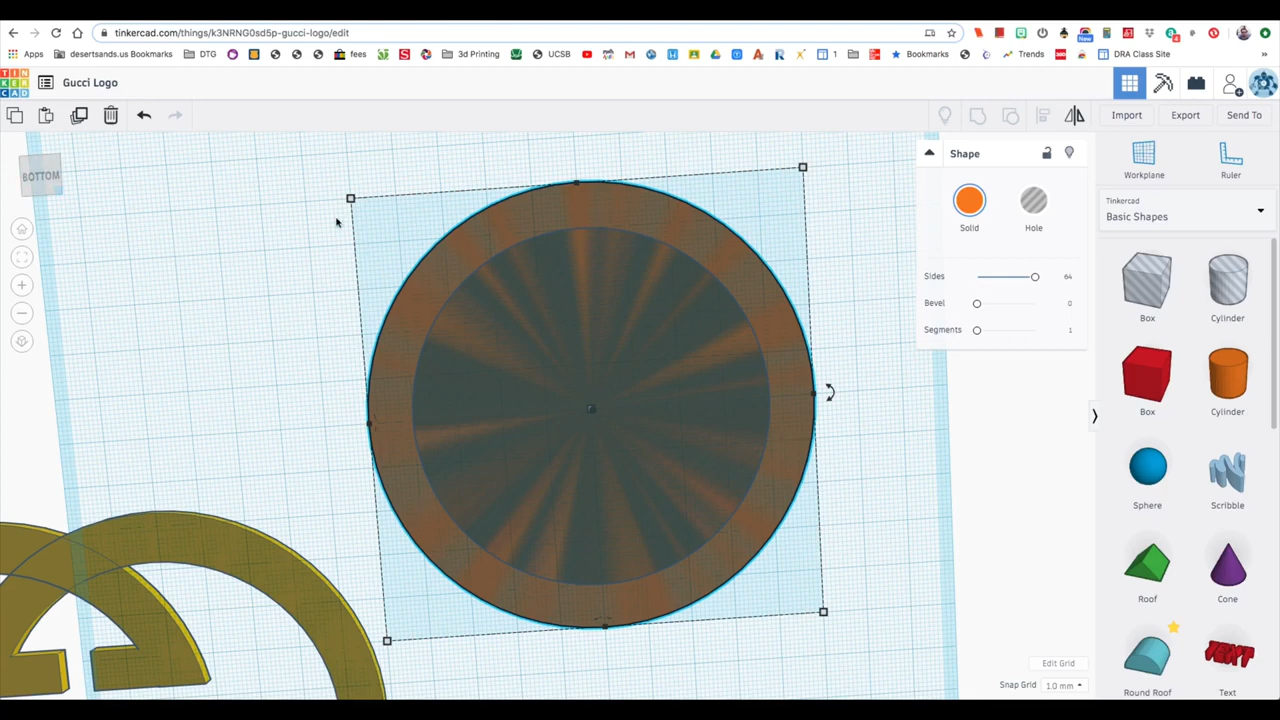 tinkercad.com/things/k3NRNG0sd5p-gucci-logo/edit
Apps desertsands.us Bookmarks DTG fees 3d Printing UCSB 1 Bookmarks Trends DRA Class Site
TIN
KER
CAD
Gucci Logo
Import Export Send To
BOTTOM
Shape
Solid Hole
Sides 64
Bevel 0
Segments 1
Workplane Ruler
Tinkercad
Basic Shapes
Box Cylinder
Box Cylinder
Sphere Scribble
Roof Cone
TEXT
Round Roof Text
Edit Grid
Snap Grid 1.0 mm